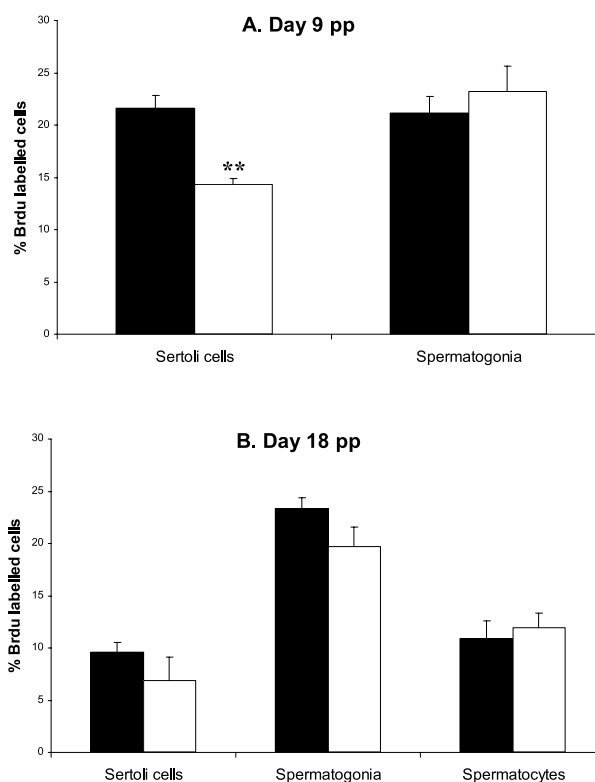 A. Day 9 pp
% Brdu labelled cells
30
25
20
15
10
5
0
**
Sertoli cells
Spermatogonia
B. Day 18 pp
% Brdu labelled cells
30
25
20
15
10
5
0
Sertoli cells
Spermatogonia
Spermatocytes